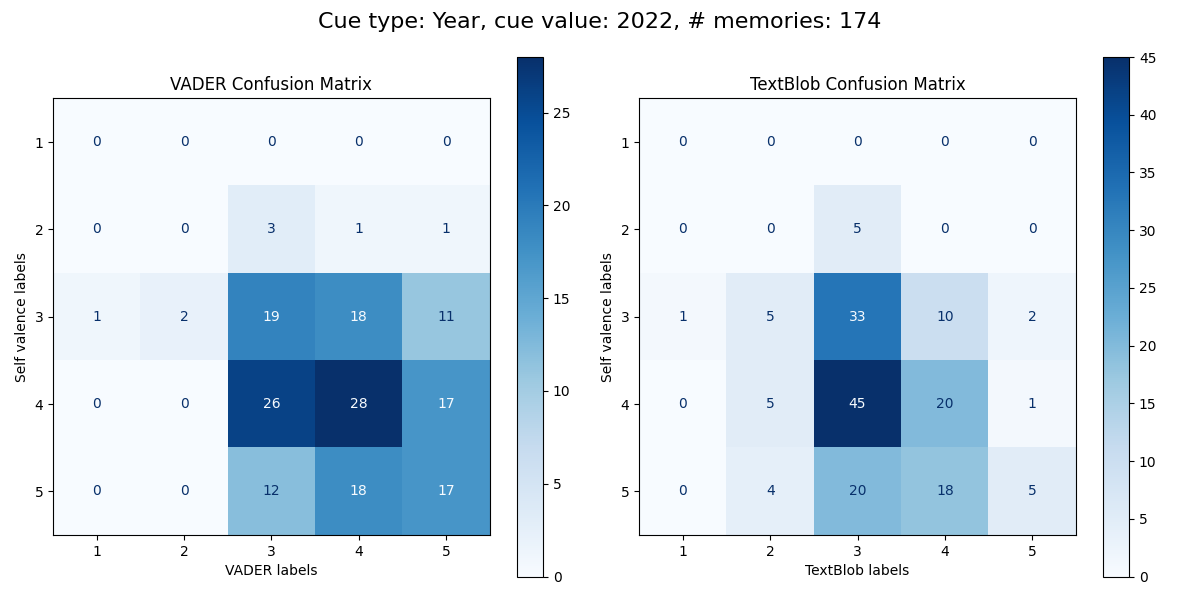 Cue type: Year, cue value: 2022, # memories: 174
VADER Confusion Matrix
Self valence labels
1 0 0 0 0 0
2 0 0 3 1 1
3 1 2 19 18 11
4 0 0 26 28 17
5 0 0 12 18 17
1 2 3 4 5
VADER labels
25
20
15
10
5
0
TextBlob Confusion Matrix
Self valence labels
1 0 0 0 0 0
2 0 0 5 0 0
3 1 5 33 10 2
4 0 5 45 20 1
5 0 4 20 18 5
1 2 3 4 5
TextBlob labels
45
40
35
30
25
20
15
10
5
0